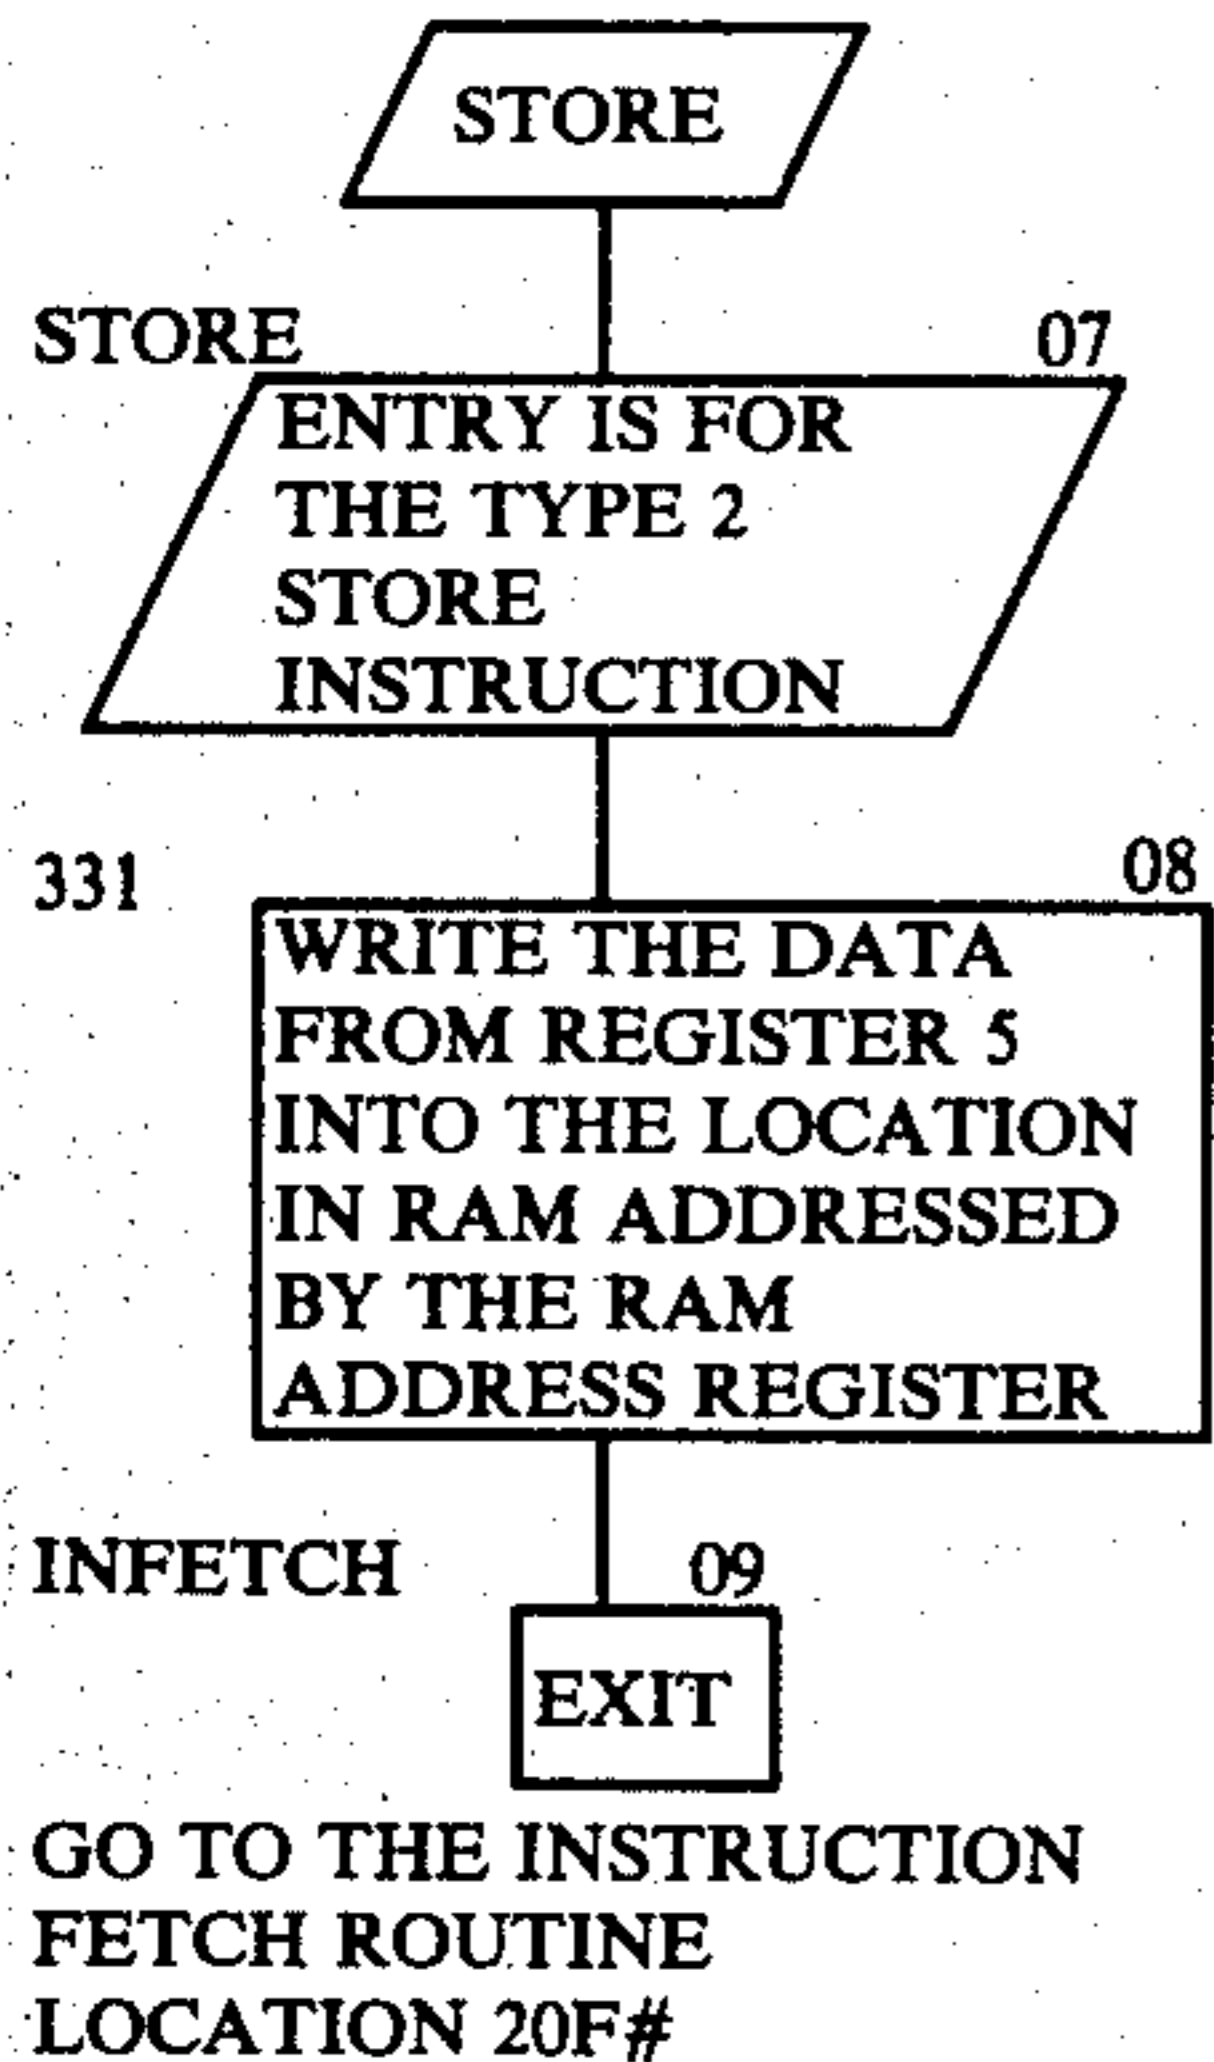 STORE
STORE 07
ENTRY IS FOR
THE TYPE 2
STORE
INSTRUCTION
331 08
WRITE THE DATA
FROM REGISTER 5
INTO THE LOCATION
IN RAM ADDRESSED
BY THE RAM
ADDRESS REGISTER
INFETCH 09
EXIT
GO TO THE INSTRUCTION
FETCH ROUTINE
LOCATION 20F#